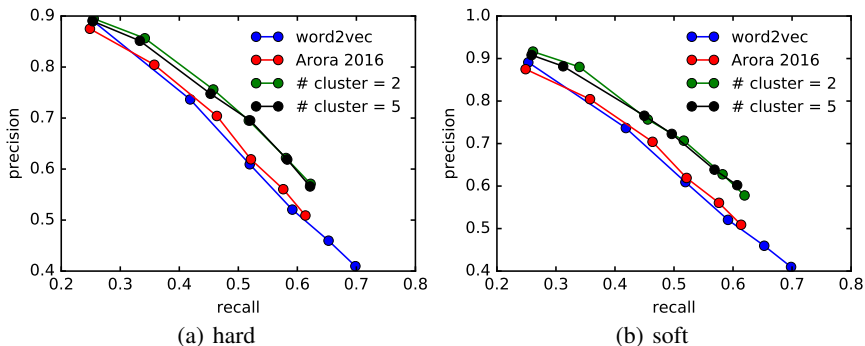 0.9
0.8
0.7
0.6
0.5
0.4
precision
0.2 0.3 0.4 0.5 0.6 0.7 0.8
recall
word2vec
Arora 2016
# cluster = 2
# cluster = 5
(a) hard
1.0
0.9
0.8
0.7
0.6
0.5
0.4
precision
0.2 0.3 0.4 0.5 0.6 0.7 0.8
recall
word2vec
Arora 2016
# cluster = 2
# cluster = 5
(b) soft